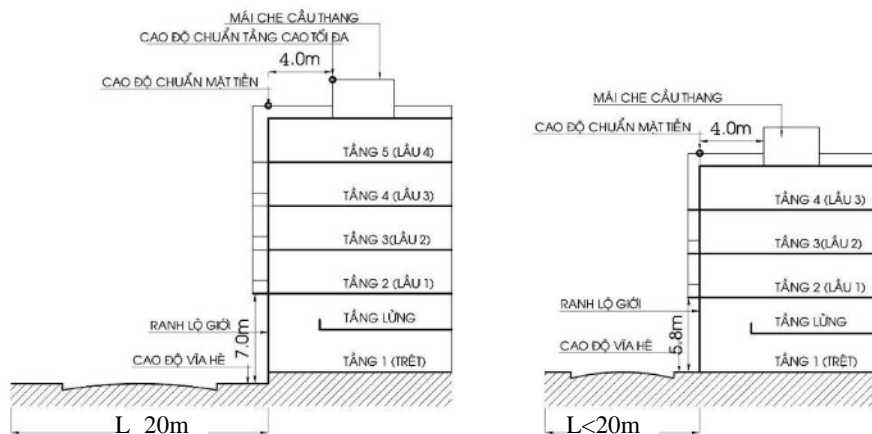 MÁI CHE CẦU THANG
CAO ĐỘ CHUẨN TẦNG CAO TỐI ĐA
4.0m
CAO ĐỘ CHUẨN MẶT TIỀN
TẦNG 5 (LẦU 4)
TẦNG 4 (LẦU 3)
TẦNG 3(LẦU 2)
TẦNG 2 (LẦU 1)
RANH LỘ GIỚI
7.0m
TẦNG LỬNG
CAO ĐỘ VỈA HÈ
TẦNG 1 (TRỆT)
L 20m
MÁI CHE CẦU THANG
CAO ĐỘ CHUẨN MẶT TIỀN
4.0m
TẦNG 4 (LẦU 3)
TẦNG 3(LẦU 2)
TẦNG 2 (LẦU 1)
RANH LỘ GIỚI
5.8m
TẦNG LỬNG
CAO ĐỘ VỈA HÈ
TẦNG 1 (TRỆT)
L<20m